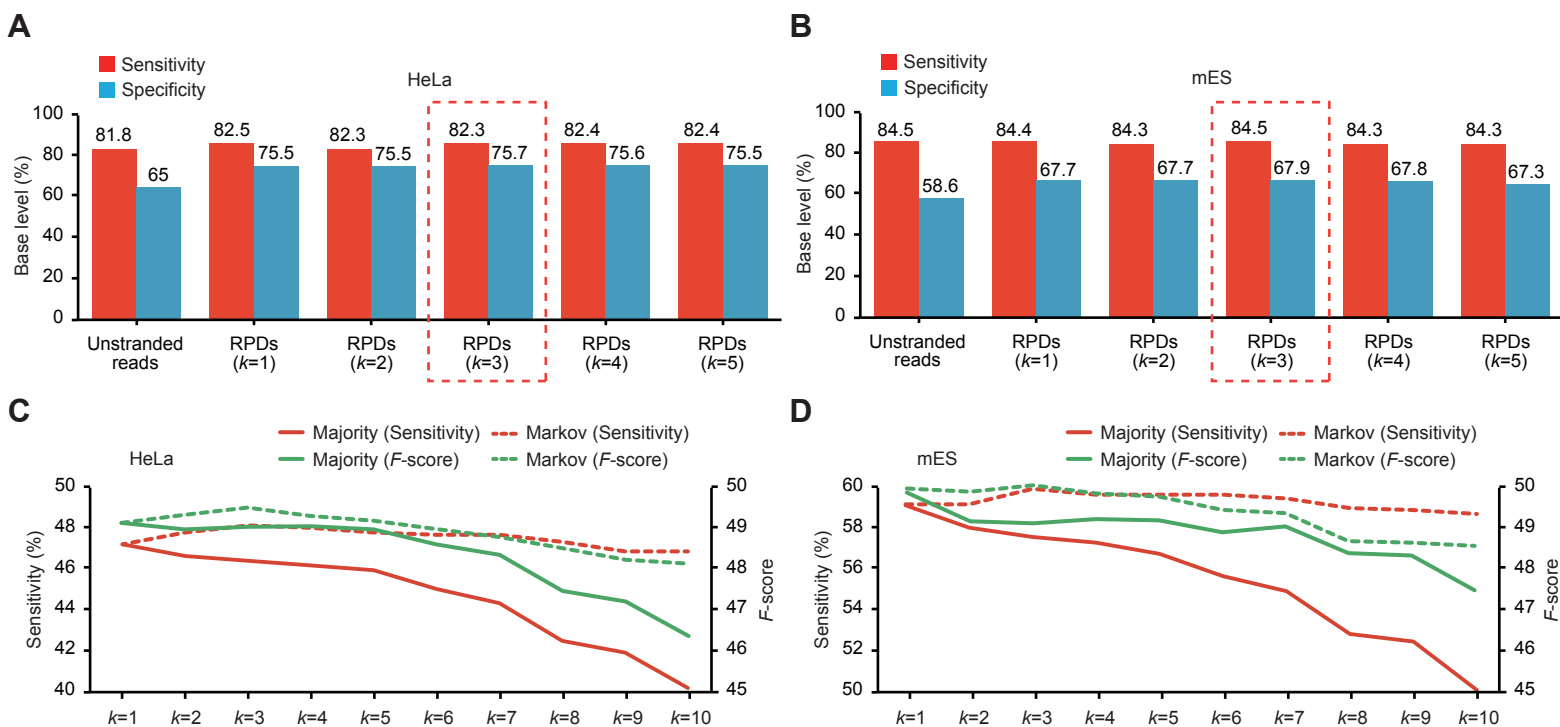 A
Sensitivity
Specificity
HeLa
Base level (%)
100
80
60
40
20
0
81.8
65
82.5
75.5
82.3
75.5
82.3
75.7
82.4
75.6
82.4
75.5
Unstranded
reads
RPDs
(k=1)
RPDs
(k=2)
RPDs
(k=3)
RPDs
(k=4)
RPDs
(k=5)
B
Sensitivity
Specificity
mES
Base level (%)
100
80
60
40
20
0
84.5
58.6
84.4
67.7
84.3
67.7
84.5
67.9
84.3
67.8
84.3
67.3
Unstranded
reads
RPDs
(k=1)
RPDs
(k=2)
RPDs
(k=3)
RPDs
(k=4)
RPDs
(k=5)
C
Majority (Sensitivity)
Markov (Sensitivity)
HeLa
Majority (F-score)
Markov (F-score)
Sensitivity (%)
50
48
46
44
42
40
50
49
48
47
46
45
F-score
k=1 k=2 k=3 k=4 k=5 k=6 k=7 k=8 k=9 k=10
D
Majority (Sensitivity)
Markov (Sensitivity)
mES
Majority (F-score)
Markov (F-score)
Sensitivity (%)
60
58
56
54
52
50
50
49
48
47
46
45
F-score
k=1 k=2 k=3 k=4 k=5 k=6 k=7 k=8 k=9 k=10